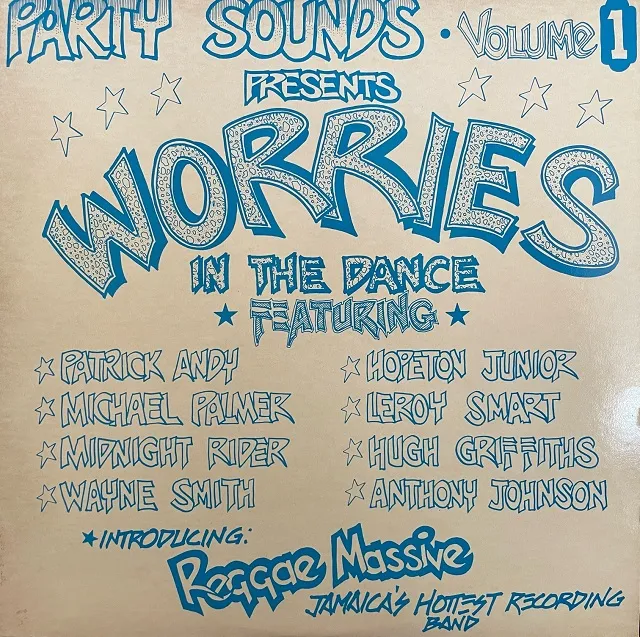 PARTY SOUNDS · VOLUME 1
PRESENTS
WORRIES
IN THE DANCE
FEATURING
PATRICK ANDY
MICHAEL PALMER
MIDNIGHT RIDER
WAYNE SMITH
HOPETON JUNIOR
LEROY SMART
HUGH GRIFFITHS
ANTHONY JOHNSON
INTRODUCING:
Reggae Massive
JAMAICA'S HOTTEST RECORDING
BAND